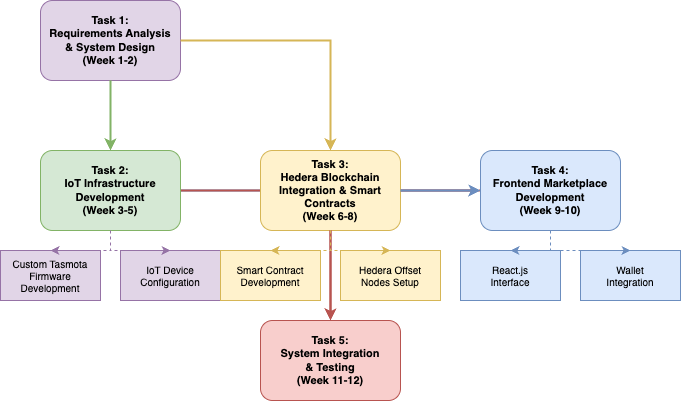 Task 1:
Requirements Analysis
& System Design
(Week 1-2)
Task 2:
IoT Infrastructure
Development
(Week 3-5)
Task 3:
Hedera Blockchain
Integration & Smart
Contracts
(Week 6-8)
Task 4:
Frontend Marketplace
Development
(Week 9-10)
Custom Tasmota
Firmware
Development
IoT Device
Configuration
Smart Contract
Development
Hedera Offset
Nodes Setup
React.js
Interface
Wallet
Integration
Task 5:
System Integration
& Testing
(Week 11-12)